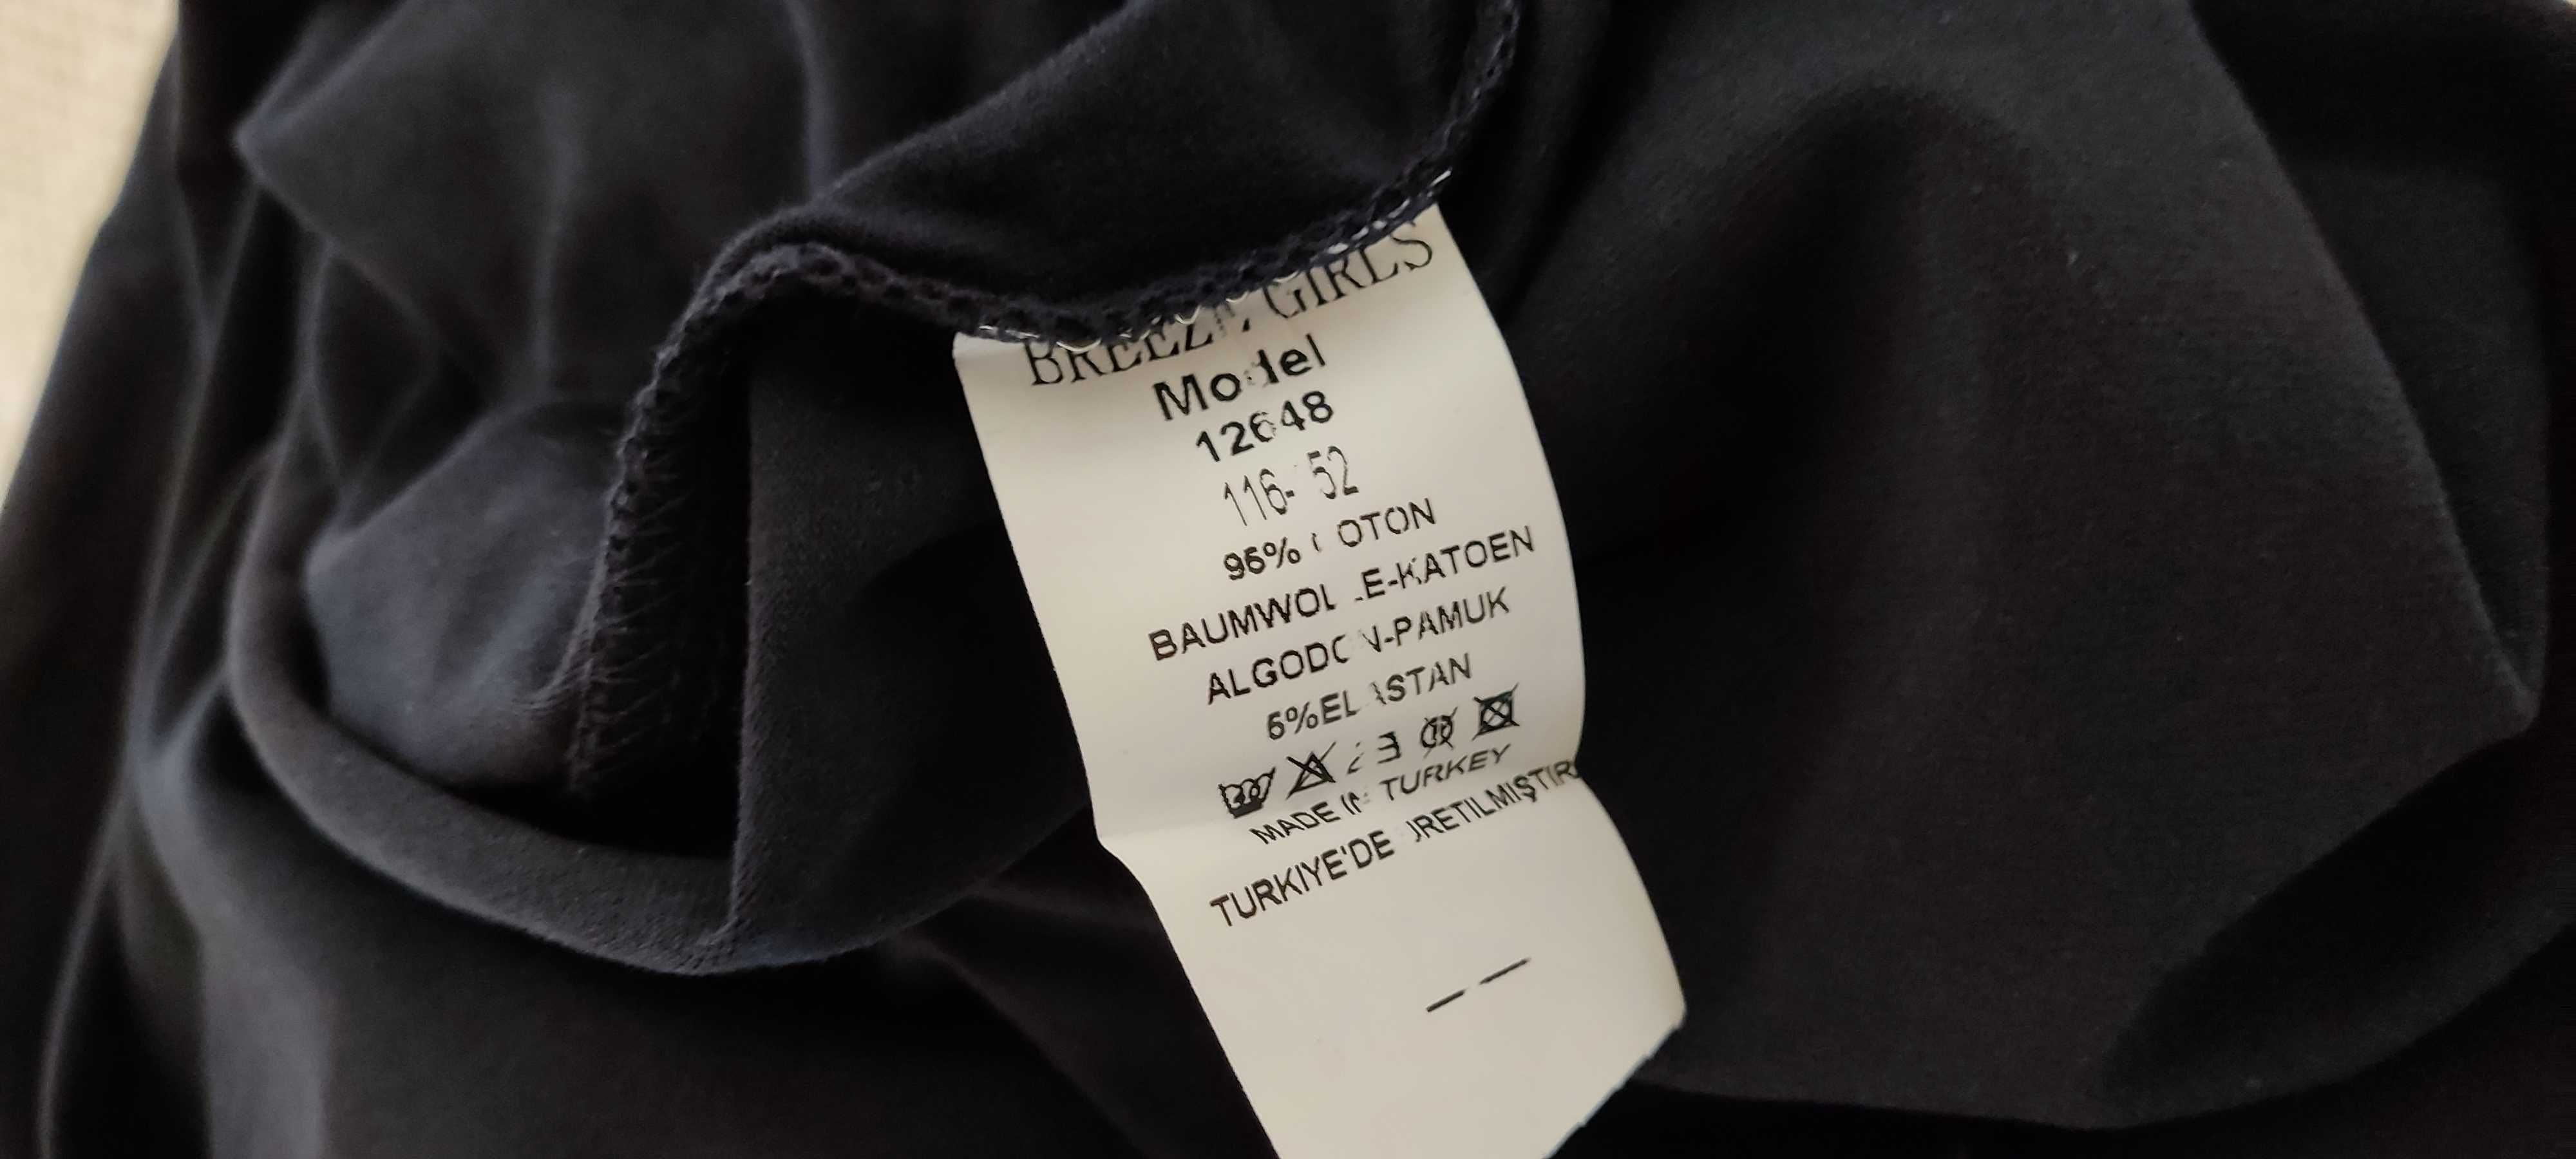 BREEZE GIRLS
Model
12648
116-152
95% COTON
BAUMWOLLE-KATOEN
ALGODON-PAMUK
5%ELASTAN
MADE IN TURKEY
TURKIYE'DE URETILMIŞTIR